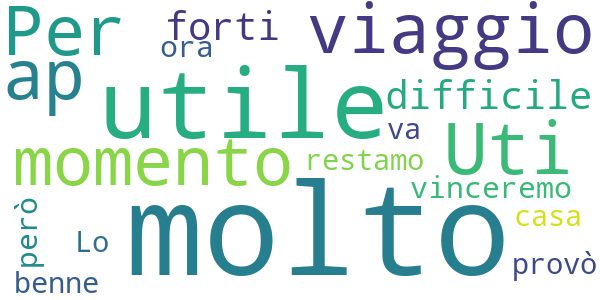 Per forti viaggio
ora
ap utile difficile
va
momento restamo Uti
vinceremo
però Lo molto casa
benne provò